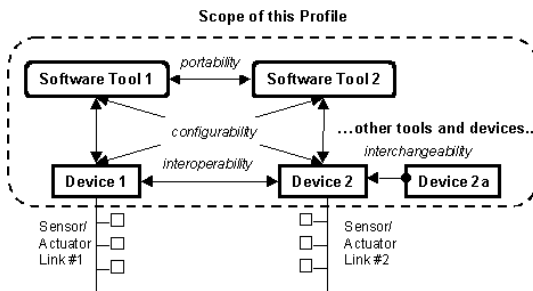 Scope of this Profile
portability
Software Tool 1
Software Tool 2
configurability
...other tools and devices..
interoperability
intercheageability
Device 1
Device 2
Device 2a
Sensor/
Actuator
Link #1
Sensor/
Actuator
Link #2